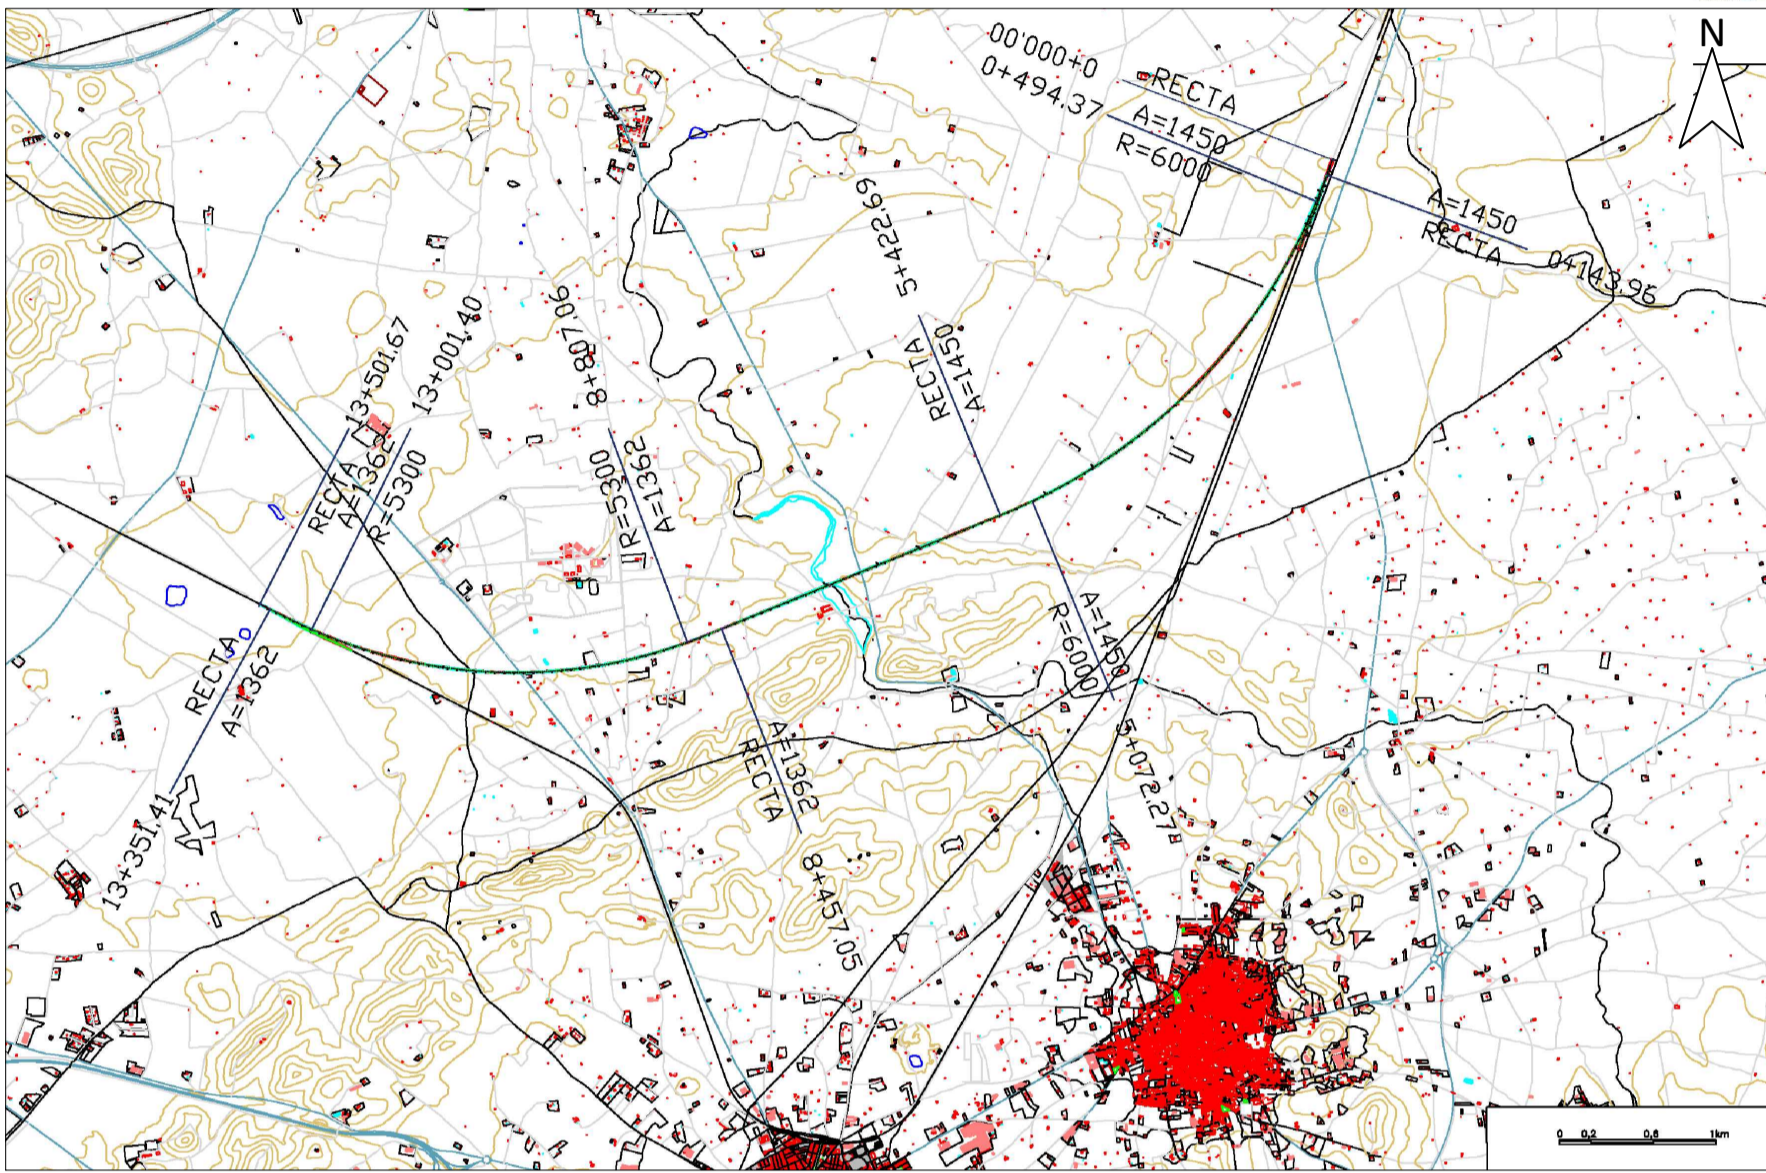 N
00'000+0
0+494.37
RECTA
A=1450
R=6000
A=1450
RECTA
0+143.96
5+422.69
RECTA
A=1450
8+807.06
R=5300
A=1362
13+501.67
13+001.40
RECTA
A=1362
R=5300
RECTA
A=1362
13+351.41
A=1362
RECTA
8+457.05
A=1450
R=6000
5+072.27
0 0,2 0,6 1km